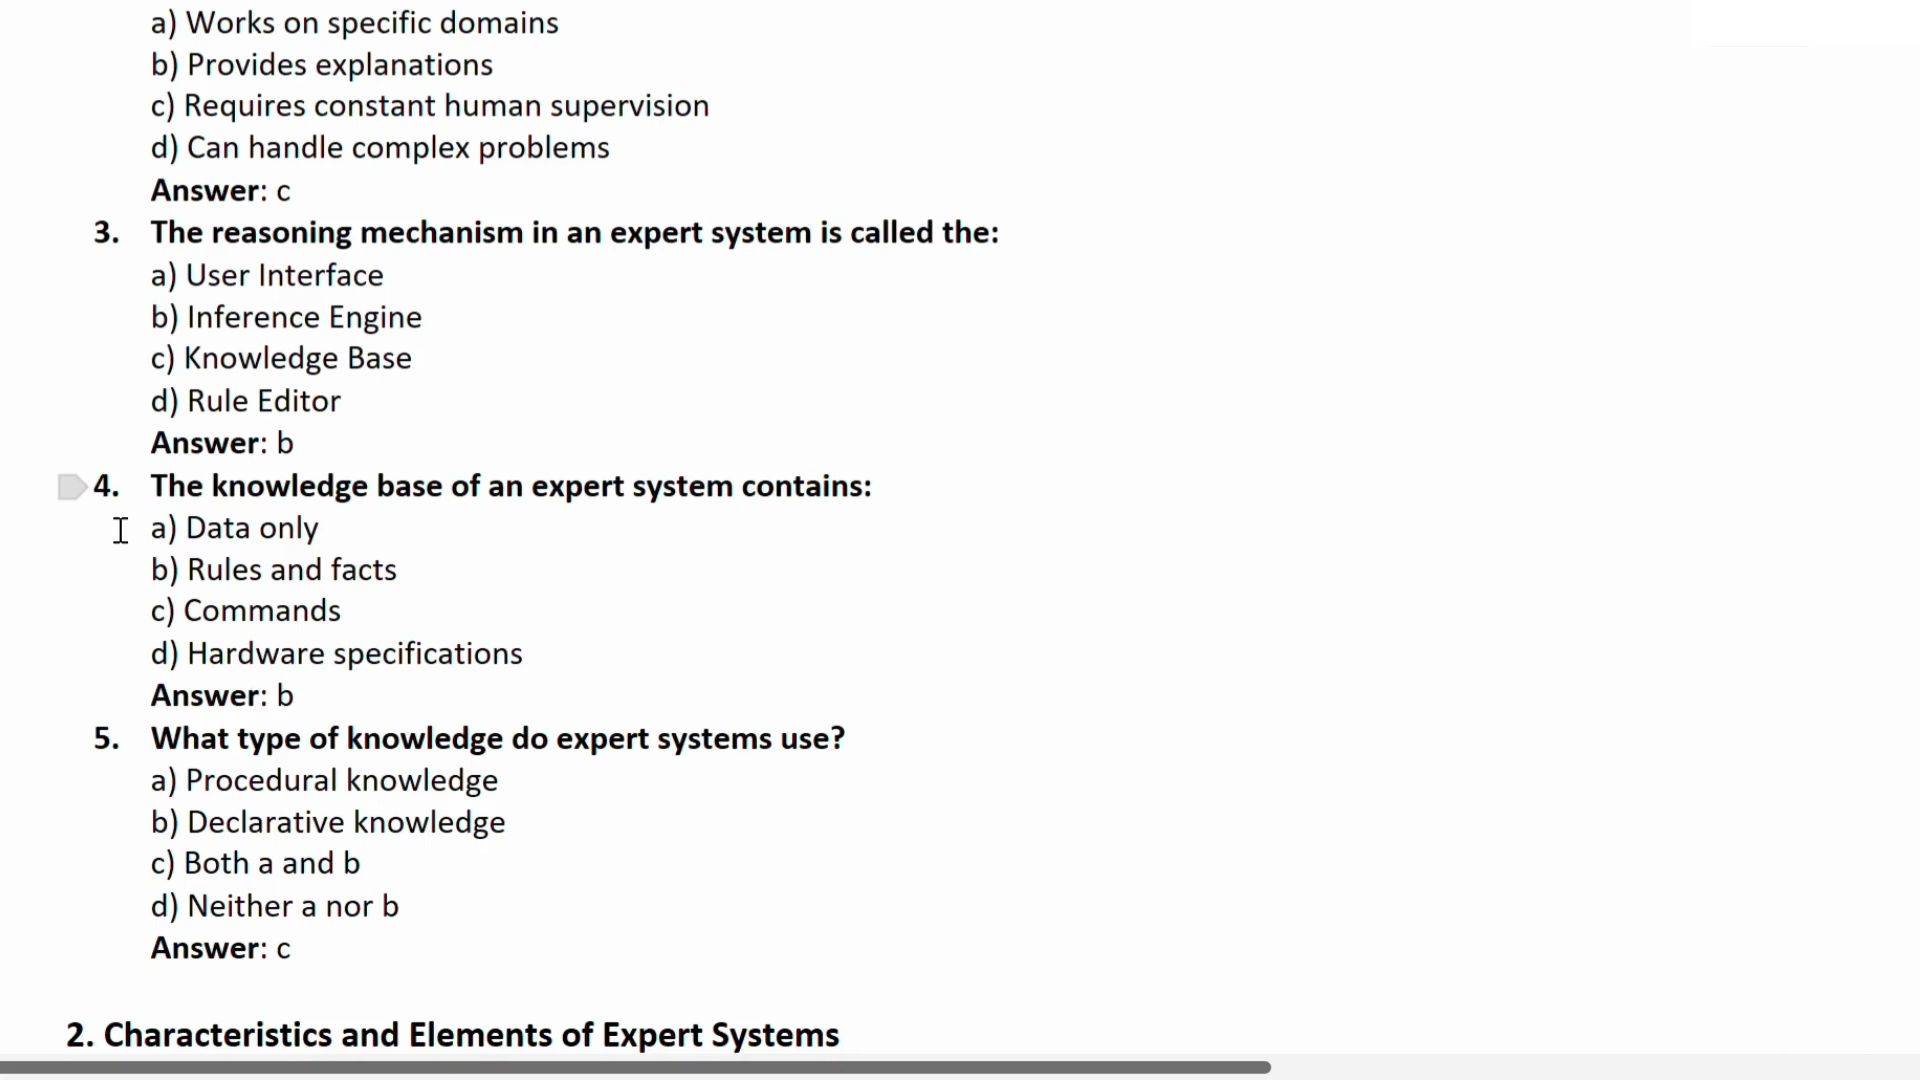 a) Works on specific domains
b) Provides explanations
c) Requires constant human supervision
d) Can handle complex problems
Answer: c
3. The reasoning mechanism in an expert system is called the:
a) User Interface
b) Inference Engine
c) Knowledge Base
d) Rule Editor
Answer: b
4. The knowledge base of an expert system contains:
a) Data only
b) Rules and facts
c) Commands
d) Hardware specifications
Answer: b
5. What type of knowledge do expert systems use?
a) Procedural knowledge
b) Declarative knowledge
c) Both a and b
d) Neither a nor b
Answer: c
2. Characteristics and Elements of Expert Systems